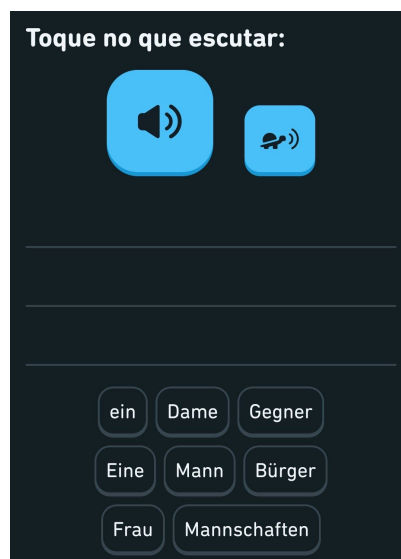 Toque no que escutar:
ein Dame Gegner
Eine Mann Bürger
Frau Mannschaften